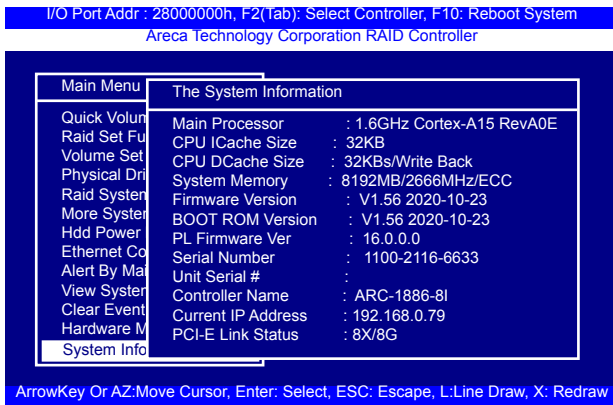 I/O Port Addr : 28000000h, F2(Tab): Select Controller, F10: Reboot System
Areca Technology Corporation RAID Controller
Main Menu
Quick Volum
Raid Set Fu
Volume Set
Physical Dri
Raid System
More System
Hdd Power
Ethernet Co
Alert By Mai
View System
Clear Event
Hardware M
System Info
The System Information
Main Processor : 1.6GHz Cortex-A15 RevA0E
CPU ICache Size : 32KB
CPU DCache Size : 32KBs/Write Back
System Memory : 8192MB/2666MHz/ECC
Firmware Version : V1.56 2020-10-23
BOOT ROM Version : V1.56 2020-10-23
PL Firmware Ver : 16.0.0.0
Serial Number : 1100-2116-6633
Unit Serial # :
Controller Name : ARC-1886-8I
Current IP Address : 192.168.0.79
PCI-E Link Status : 8X/8G
ArrowKey Or AZ:Move Cursor, Enter: Select, ESC: Escape, L:Line Draw, X: Redraw